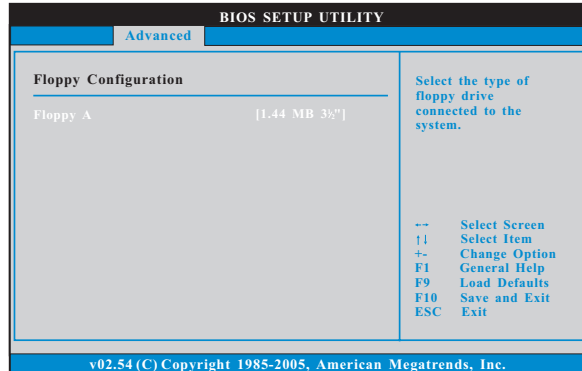 BIOS SETUP UTILITY
Advanced
Floppy Configuration
Floppy A [1.44 MB 3½"]
Select the type of
floppy drive
connected to the
system.
←→ Select Screen
↑↓ Select Item
+- Change Option
F1 General Help
F9 Load Defaults
F10 Save and Exit
ESC Exit
v02.54 (C) Copyright 1985-2005, American Megatrends, Inc.